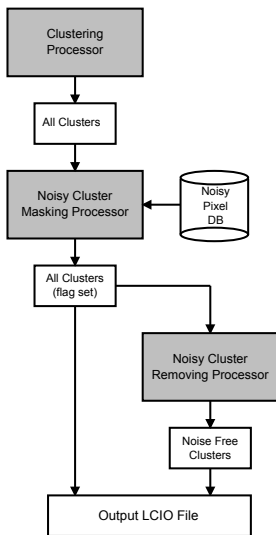 Clustering
Processor
All Clusters
Noisy Cluster
Masking Processor
Noisy
Pixel
DB
All Clusters
(flag set)
Noisy Cluster
Removing Processor
Noise Free
Clusters
Output LCIO File